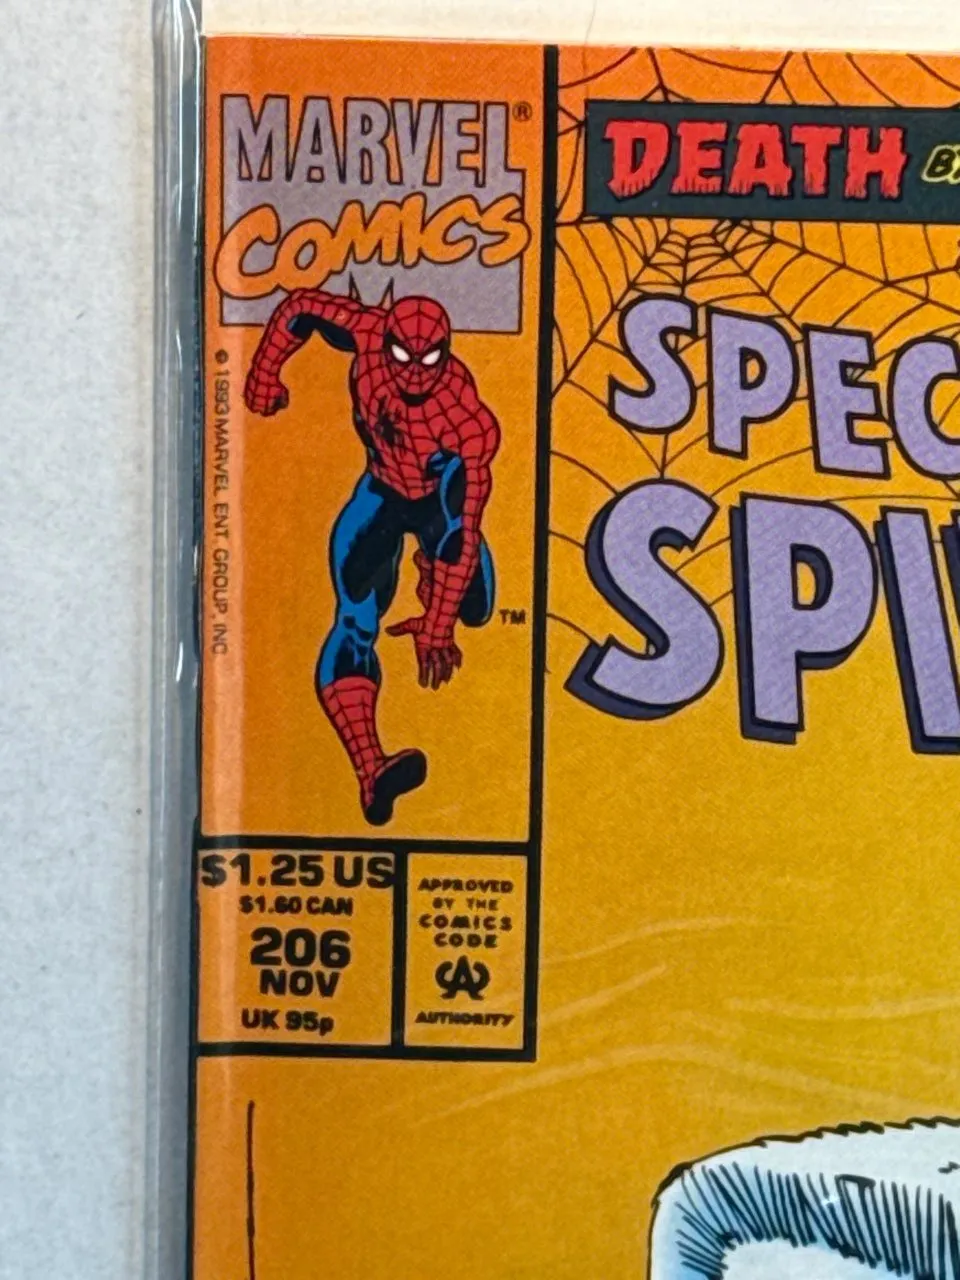 MARVEL®
COMICS
© 1993 MARVEL ENT. GROUP, INC
TM
$1.25 US
$1.60 CAN
206
NOV
UK 95p
APPROVED
BY THE
COMICS
CODE
CA
AUTHORITY
DEATH
SPEC
SPI